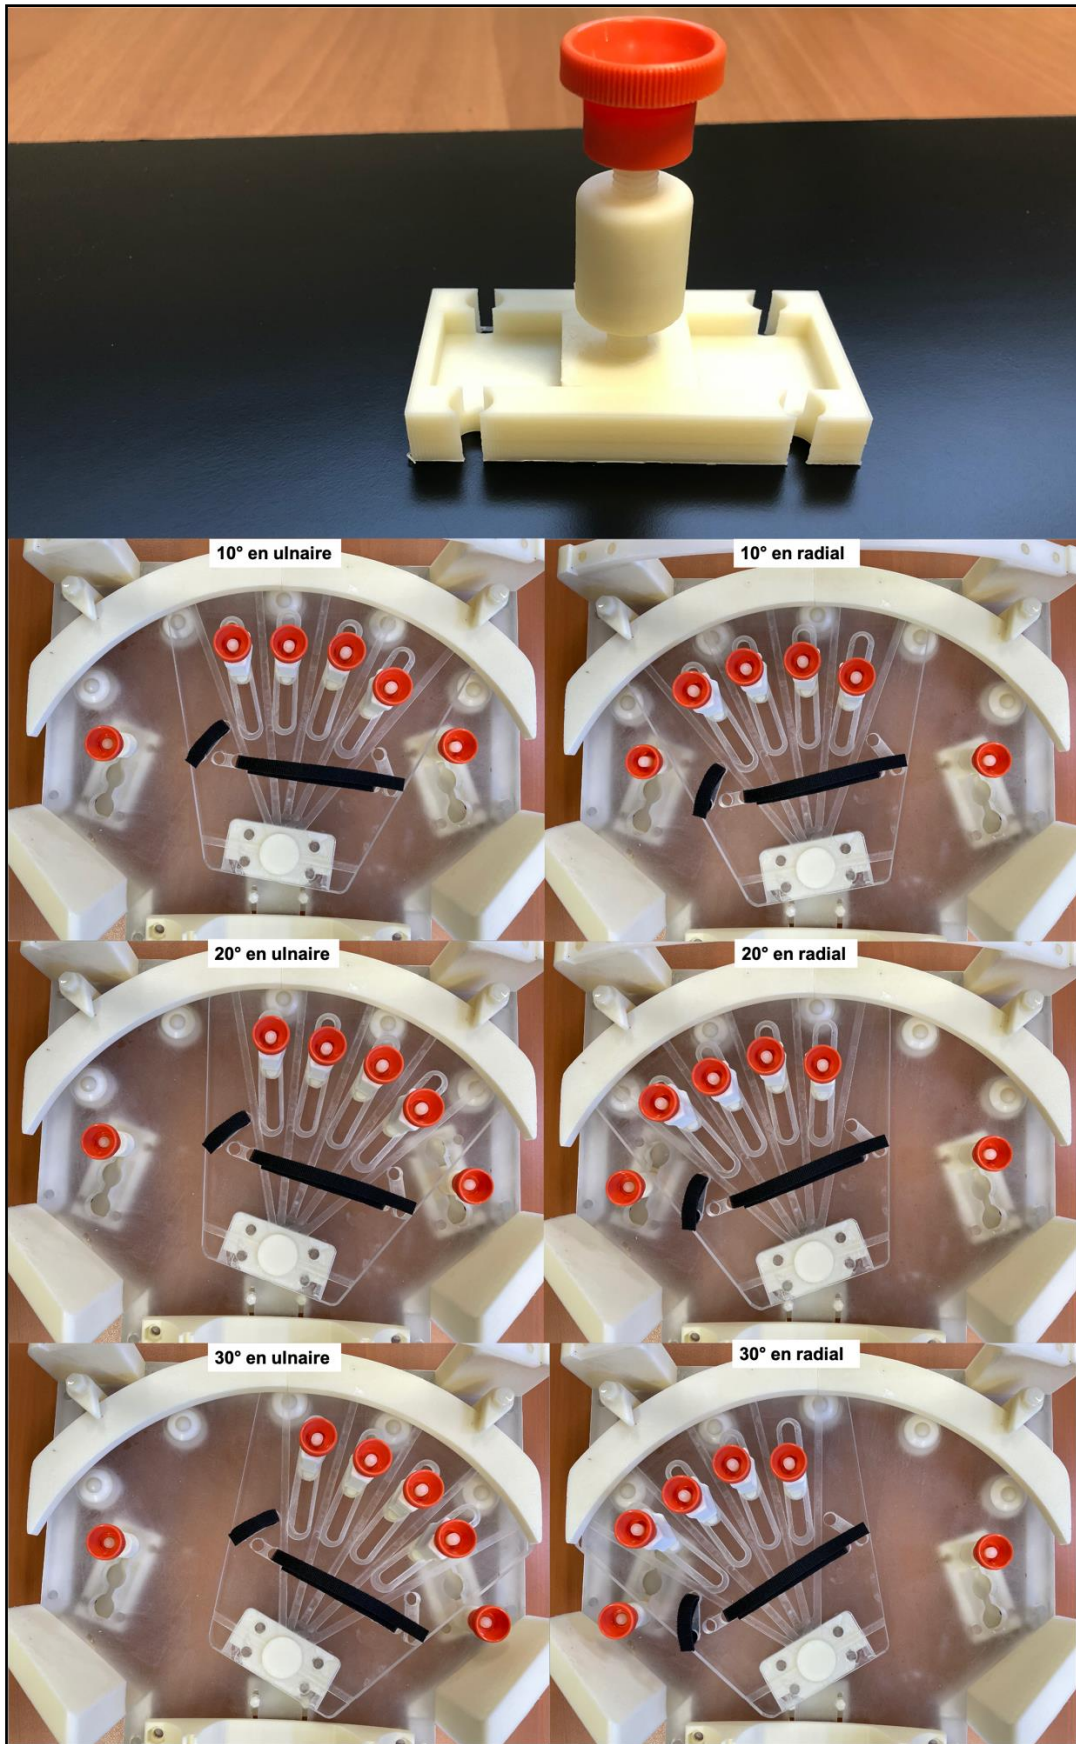 10° en ulnaire
10° en radial
20° en ulnaire
20° en radial
30° en ulnaire
30° en radial